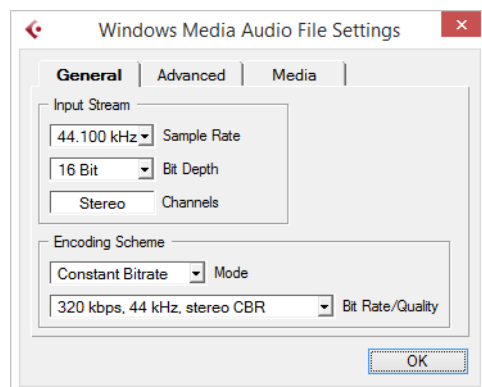 Windows Media Audio File Settings
General Advanced Media
Input Stream
44.100 kHz Sample Rate
16 Bit Bit Depth
Stereo Channels
Encoding Scheme
Constant Bitrate Mode
320 kbps, 44 kHz, stereo CBR Bit Rate/Quality
OK